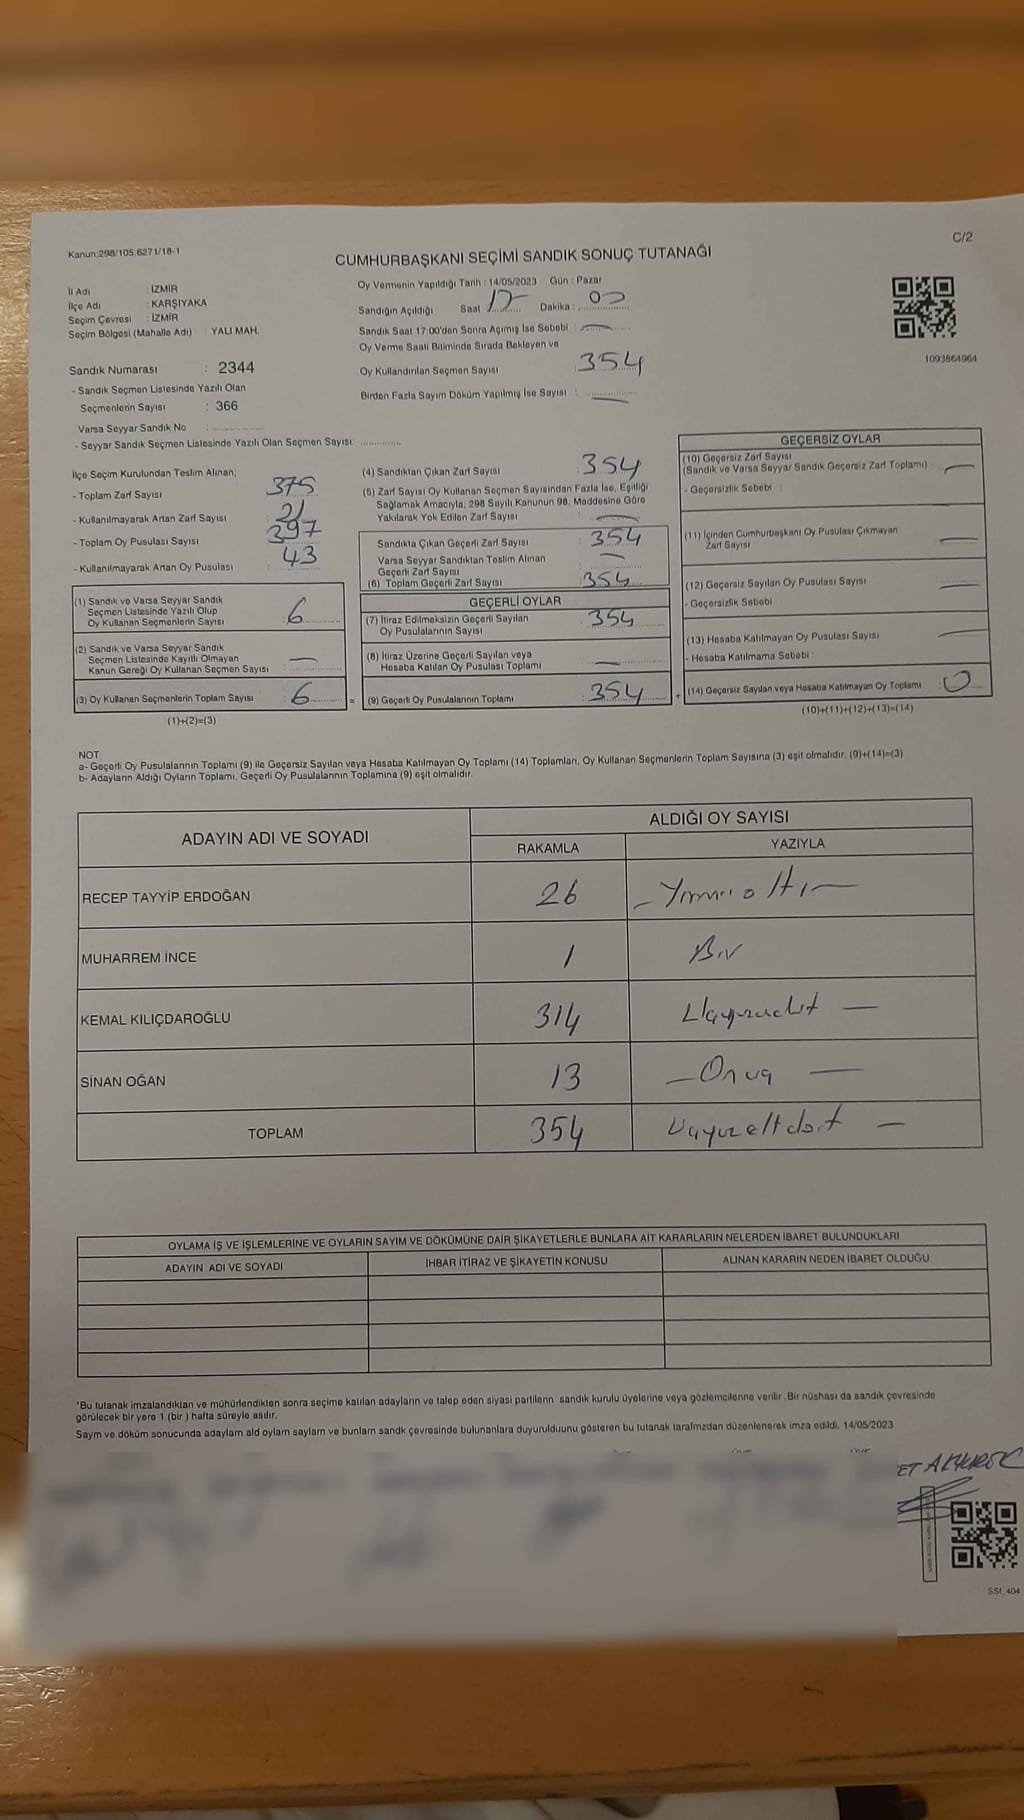 Kanun;298/105;6271/18-1
C/2
CUMHURBAŞKANI SEÇİMİ SANDIK SONUÇ TUTANAĞI
İl Adı : İZMİR
İlçe Adı : KARŞIYAKA
Seçim Çevresi : İZMİR
Seçim Bölgesi (Mahalle Adı) : YALI MAH.
Sandık Numarası : 2344
- Sandık Seçmen Listesinde Yazılı Olan
Seçmenlerin Sayısı : 366
Varsa Seyyar Sandık No :
- Seyyar Sandık Seçmen Listesinde Yazılı Olan Seçmen Sayısı:
Oy Vermenin Yapıldığı Tarih : 14/05/2023 Gün : Pazar
Sandığın Açıldığı Saat : 17 Dakika : 00
Sandık Saat 17:00'den Sonra Açımış İse Sebebi : —
Oy Verme Saati Bitiminde Sırada Bekleyen ve
Oy Kullandırılan Seçmen Sayısı : 354
Birden Fazla Sayım Döküm Yapılmış İse Sayısı : —
1093864964
İlçe Seçim Kurulundan Teslim Alınan;
- Toplam Zarf Sayısı : 375
- Kullanılmayarak Artan Zarf Sayısı : 21
- Toplam Oy Pusulası Sayısı : 397
- Kullanılmayarak Artan Oy Pusulası : 43
(1) Sandık ve Varsa Seyyar Sandık
Seçmen Listesinde Yazılı Olup
Oy Kullanan Seçmenlerin Sayısı : 6
(2) Sandık ve Varsa Seyyar Sandık
Seçmen Listesinde Kayıtlı Olmayan
Kanun Gereği Oy Kullanan Seçmen Sayısı : —
(3) Oy Kullanan Seçmenlerin Toplam Sayısı : 6
(1)+(2)=(3)
(4) Sandıktan Çıkan Zarf Sayısı : 354
(5) Zarf Sayısı Oy Kullanan Seçmen Sayısından Fazla İse, Eşitliği
Sağlamak Amacıyla, 298 Sayılı Kanunun 98. Maddesine Göre
Yakılarak Yok Edilen Zarf Sayısı : —
Sandıkta Çıkan Geçerli Zarf Sayısı : 354
Varsa Seyyar Sandıktan Teslim Alınan
Geçerli Zarf Sayısı : —
(6) Toplam Geçerli Zarf Sayısı : 354
GEÇERLİ OYLAR
(7) İtiraz Edilmeksizin Geçerli Sayılan
Oy Pusulalarının Sayısı : 354
(8) İtiraz Üzerine Geçerli Sayılan veya
Hesaba Katılan Oy Pusulası Toplamı : —
= (9) Geçerli Oy Pusulalarının Toplamı : 354
GEÇERSİZ OYLAR
(10) Geçersiz Zarf Sayısı
(Sandık ve Varsa Seyyar Sandık Geçersiz Zarf Toplamı) : —
- Geçersizlik Sebebi :
(11) İçinden Cumhurbaşkanı Oy Pusulası Çıkmayan
Zarf Sayısı : —
(12) Geçersiz Sayılan Oy Pusulası Sayısı : —
- Geçersizlik Sebebi :
(13) Hesaba Katılmayan Oy Pusulası Sayısı : —
- Hesaba Katılmama Sebebi :
+ (14) Geçersiz Sayılan veya Hesaba Katılmayan Oy Toplamı : 0
(10)+(11)+(12)+(13)=(14)
NOT:
a- Geçerli Oy Pusulalarının Toplamı (9) ile Geçersiz Sayılan veya Hesaba Katılmayan Oy Toplamı (14) Toplamları, Oy Kullanan Seçmenlerin Toplam Sayısına (3) eşit olmalıdır. (9)+(14)=(3)
b- Adayların Aldığı Oyların Toplamı, Geçerli Oy Pusulalarının Toplamına (9) eşit olmalıdır.
ADAYIN ADI VE SOYADI ALDIĞI OY SAYISI
RAKAMLA YAZIYLA
RECEP TAYYİP ERDOĞAN 26 — Yirmialtı —
MUHARREM İNCE 1 Bir
KEMAL KILIÇDAROĞLU 314 —
SİNAN OĞAN 13 — Onüç —
TOPLAM 354 Üçyüzellidört —
OYLAMA İŞ VE İŞLEMLERİNE VE OYLARIN SAYIM VE DÖKÜMÜNE DAİR ŞİKAYETLERLE BUNLARA AİT KARARLARIN NELERDEN İBARET BULUNDUKLARI
ADAYIN ADI VE SOYADI İHBAR İTİRAZ VE ŞİKAYETİN KONUSU ALINAN KARARIN NEDEN İBARET OLDUĞU
*Bu tutanak imzalandıktan ve mühürlendikten sonra seçime katılan adayların ve talep eden siyasi partilerin sandık kurulu üyelerine veya gözlemcilerine verilir .Bir nüshası da sandık çevresinde
görülecek bir yere 1 (bir ) hafta süreyle asılır.
Saym ve döküm sonucunda adaylarn ald oylarn saylarn ve bunlarn sandk çevresinde bulunanlara duyurulduunu gösteren bu tutanak tarafmzdan düzenlenerek imza edildi. 14/05/2023
SSİ, 404